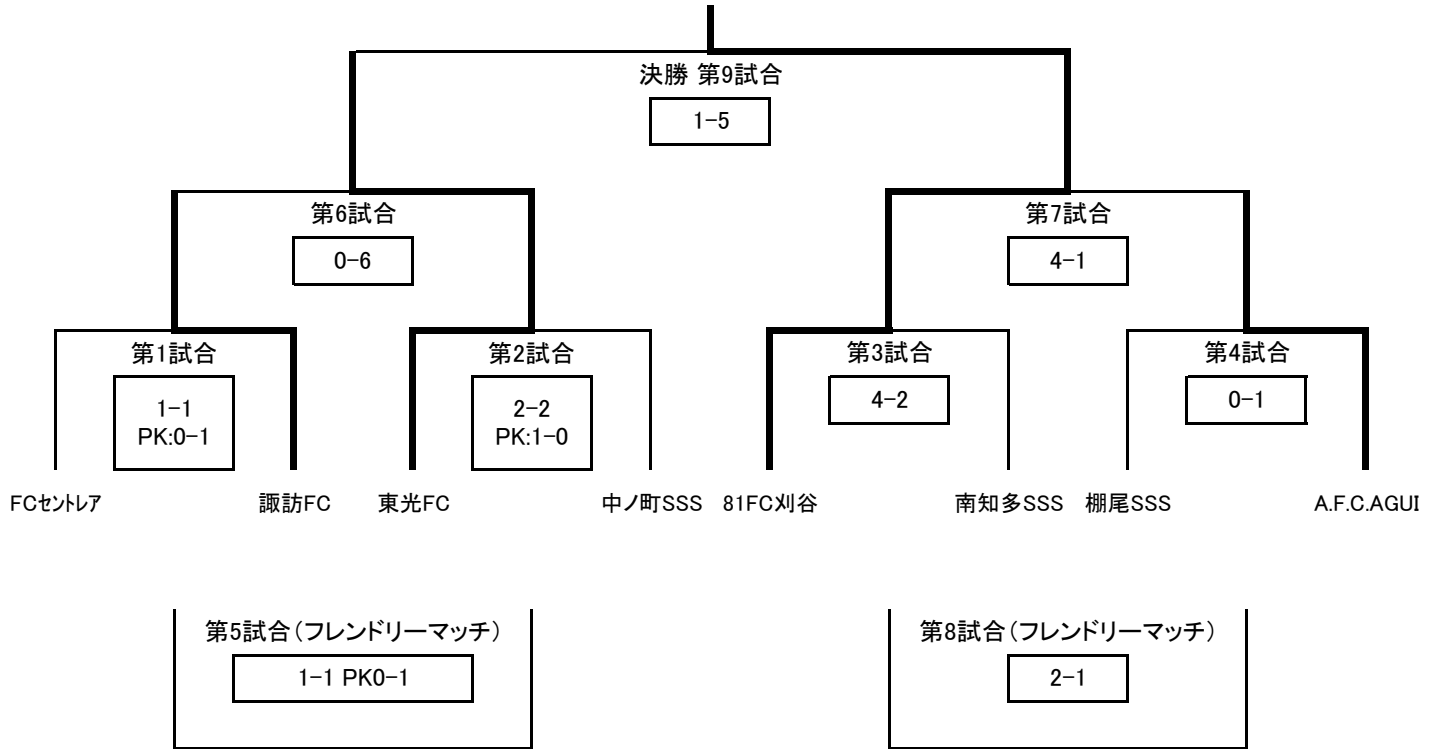 決勝 第9試合
1-5
第6試合
第7試合
0-6
4-1
第1試合
第2試合
第3試合
第4試合
1-1
PK:0-1
2-2
PK:1-0
4-2
0-1
FCセントレア
諏訪FC
東光FC
中ノ町SSS
81FC刈谷
南知多SSS
棚尾SSS
A.F.C.AGUI
第5試合(フレンドリーマッチ)
第8試合(フレンドリーマッチ)
1-1 PK0-1
2-1